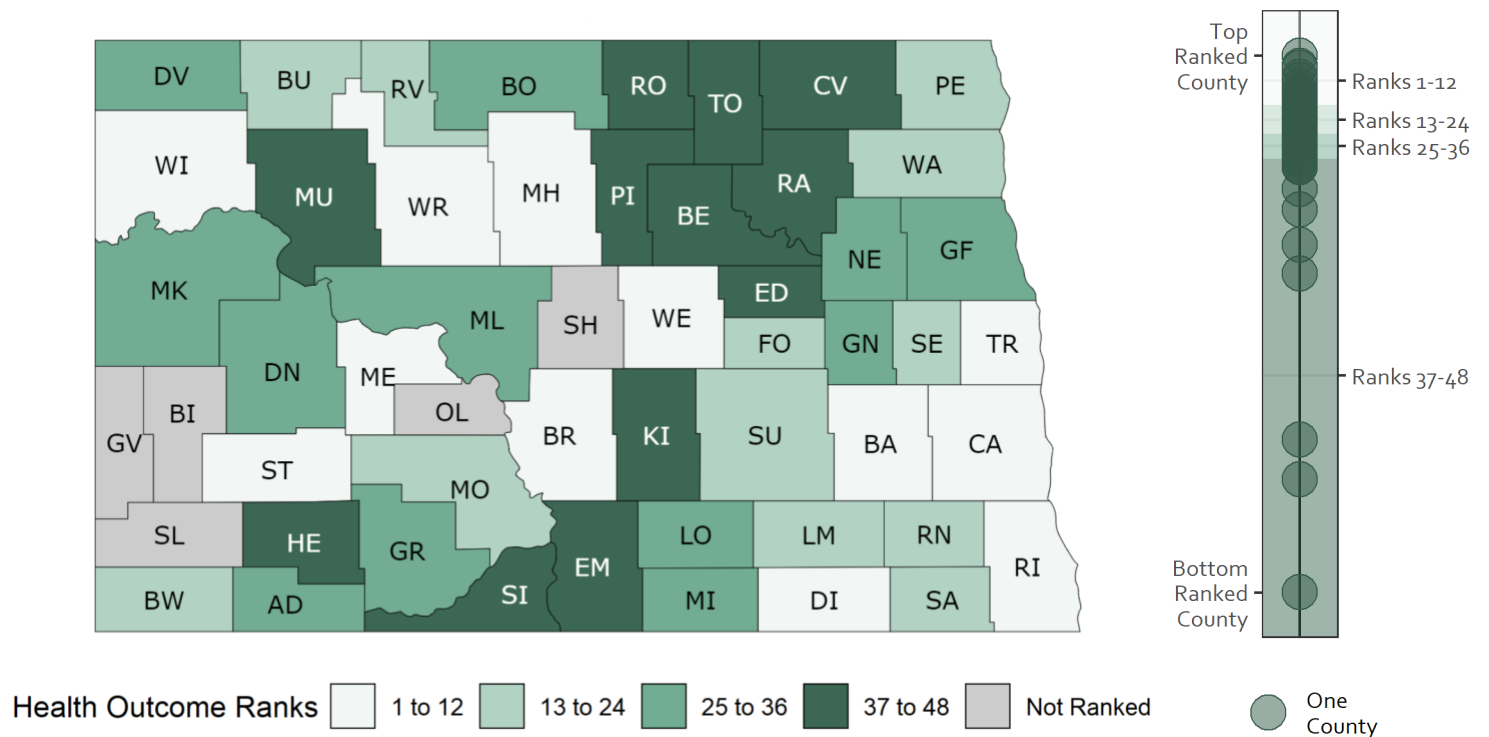 DV
BU
RV
BO
RO
TO
CV
PE
WI
MU
WR
MH
PI
BE
RA
WA
MK
NE
GF
ML
SH
WE
ED
FO
GN
SE
TR
DN
ME
OL
GV
BI
ST
BR
KI
SU
BA
CA
MO
SL
HE
GR
EM
LO
LM
RN
RI
BW
AD
SI
MI
DI
SA
Health Outcome Ranks
1 to 12
13 to 24
25 to 36
37 to 48
Not Ranked
Top
Ranked
County
Ranks 1-12
Ranks 13-24
Ranks 25-36
Ranks 37-48
Bottom
Ranked
County
One
County